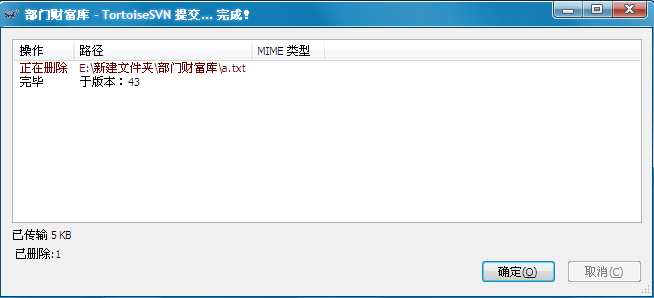 部门财富库 - TortoiseSVN 提交... 完成!
操作 路径 MIME 类型
正在删除 E:\新建文件夹\部门财富库\a.txt
完毕 于版本：43
已传输 5 KB
已删除:1
确定(O) 取消(C)